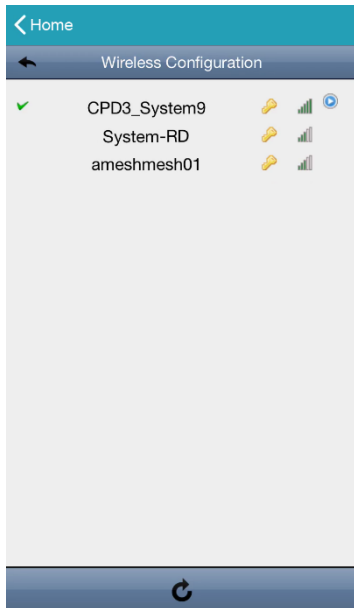 Home
Wireless Configuration
CPD3_System9
System-RD
ameshmesh01